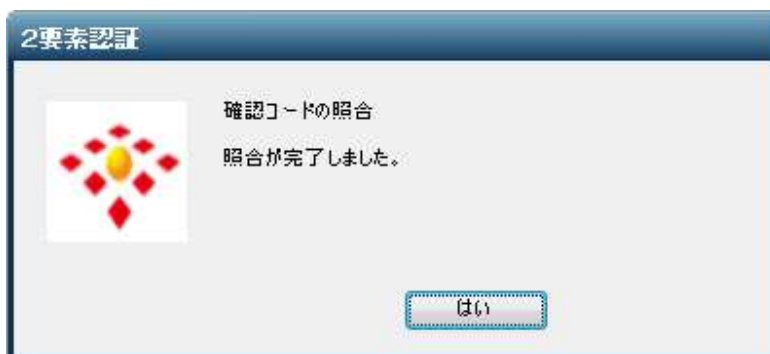 2要素認証
確認コードの照合
照合が完了しました。
はい